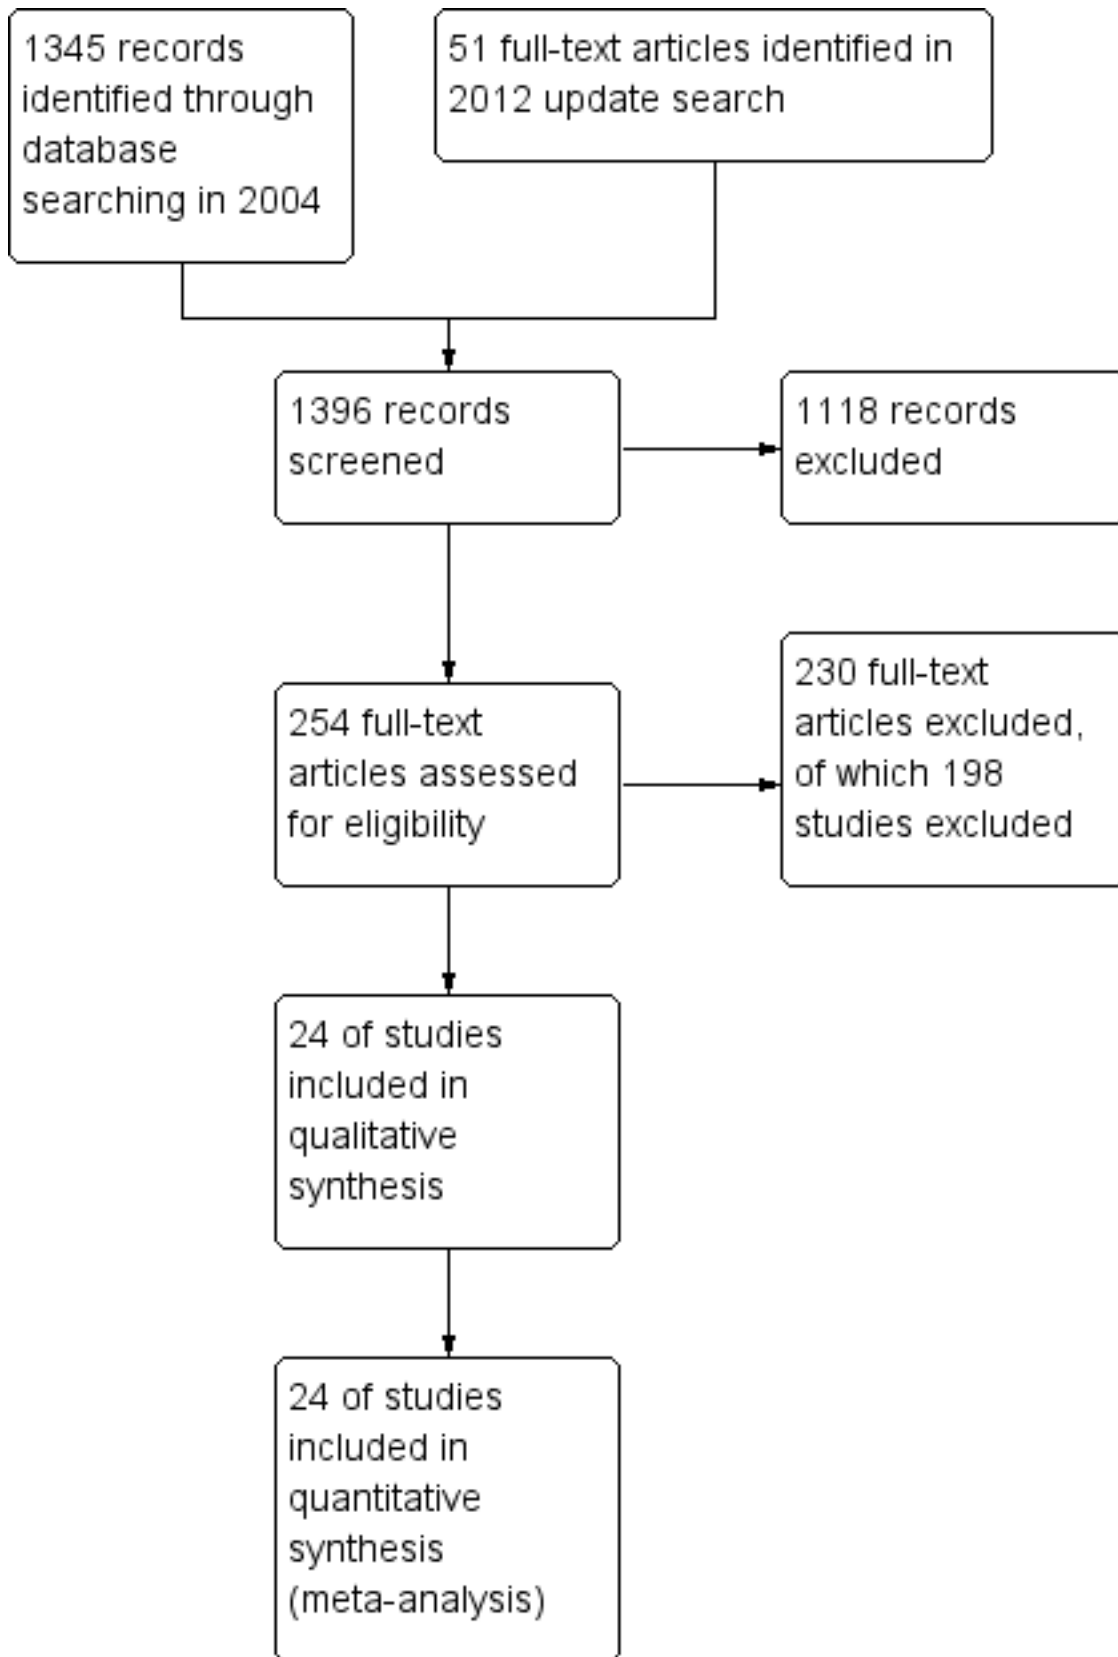 1345 records
identified through
database
searching in 2004
51 full-text articles identified in
2012 update search
1396 records
screened
1118 records
excluded
254 full-text
articles assessed
for eligibility
230 full-text
articles excluded,
of which 198
studies excluded
24 of studies
included in
qualitative
synthesis
24 of studies
included in
quantitative
synthesis
(meta-analysis)